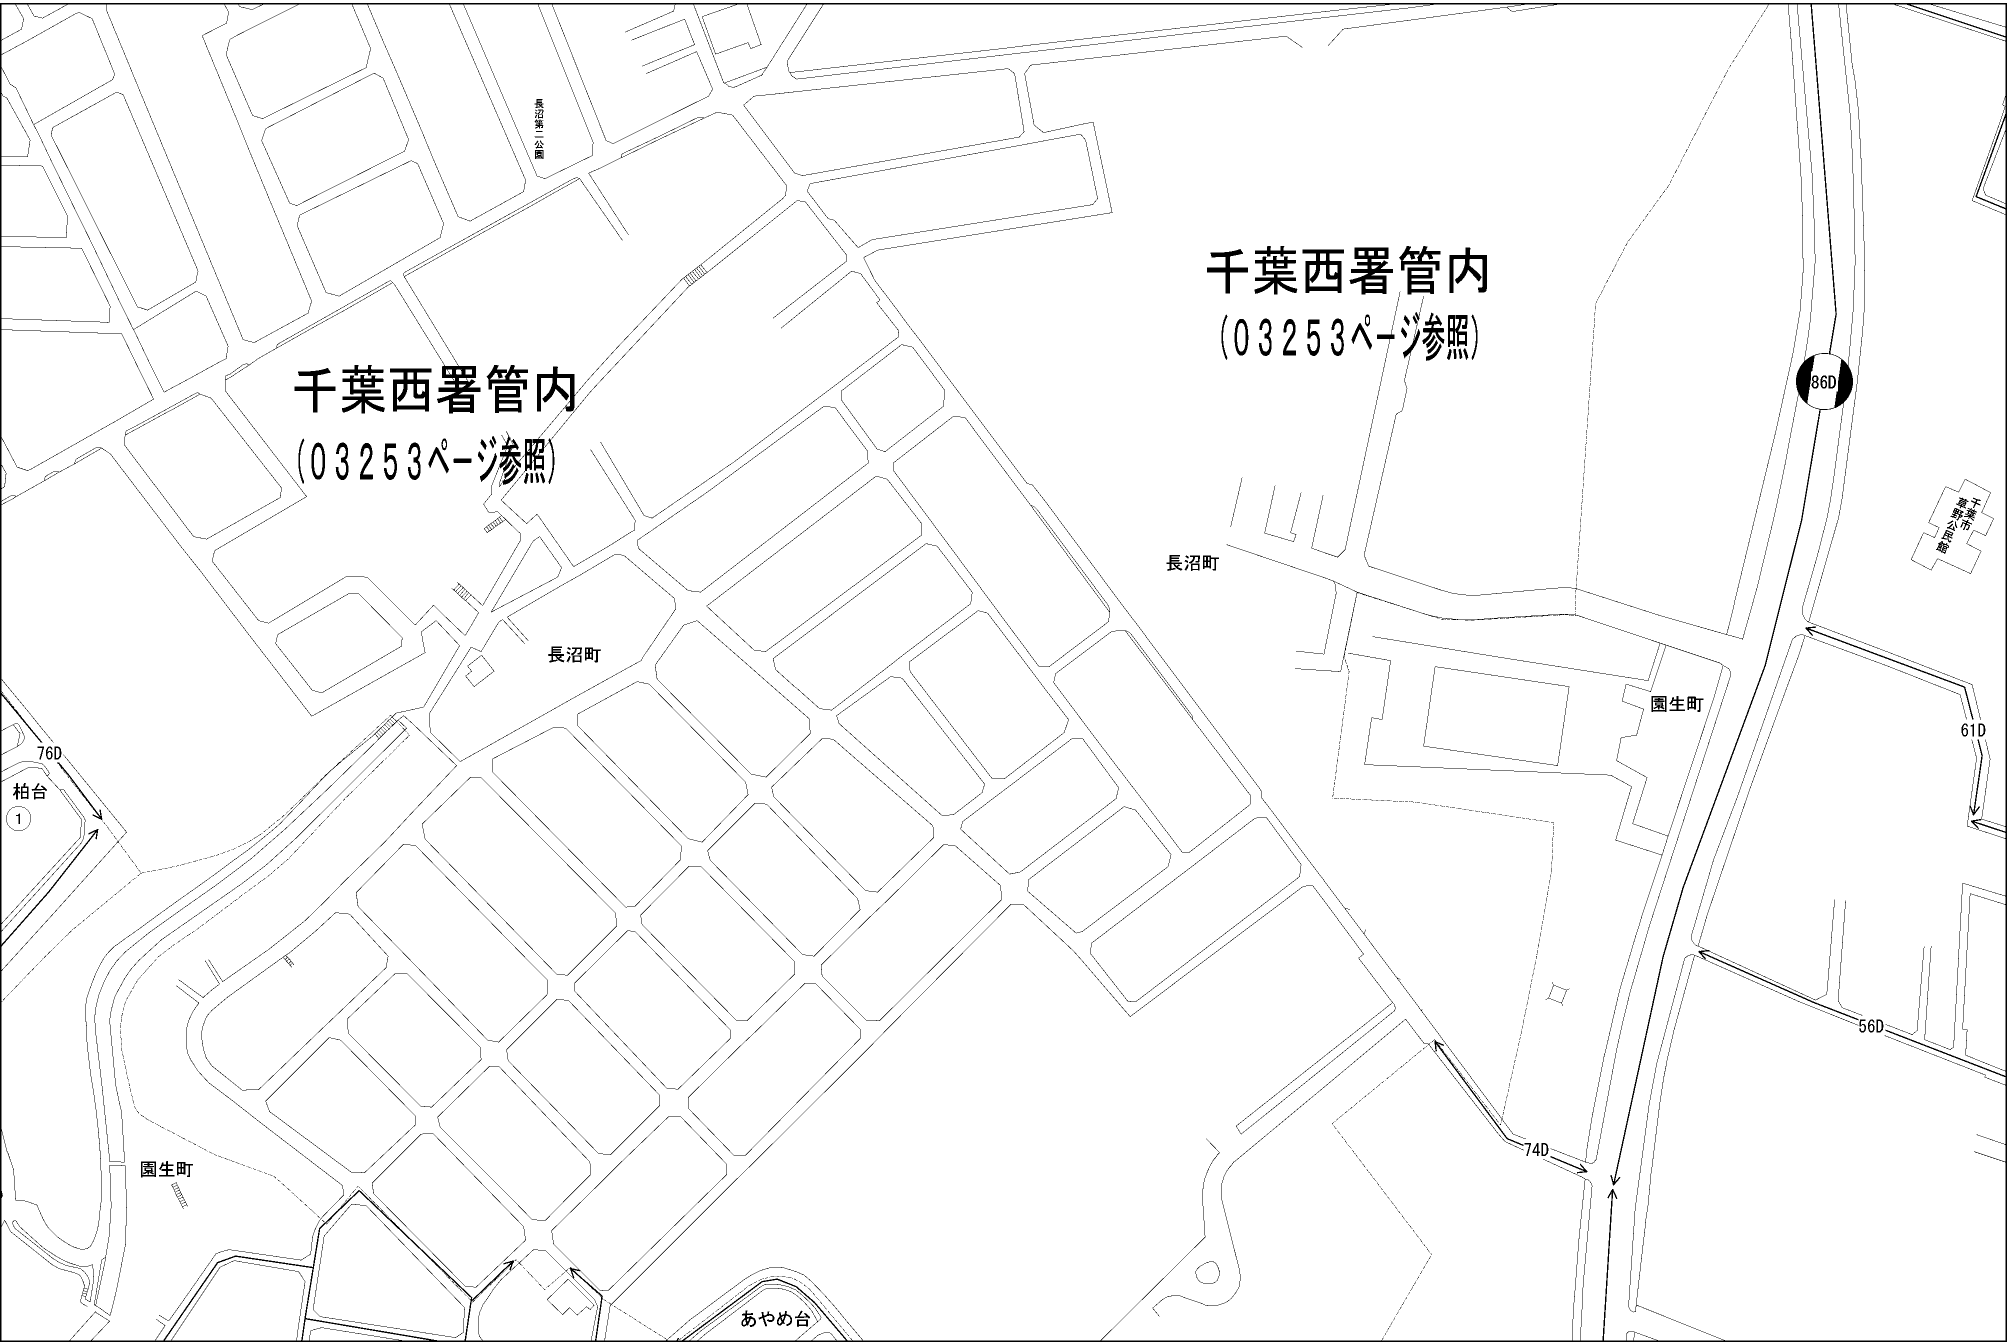 長沼第二公園
千葉西署管内
(03253ページ参照)
千葉西署管内
(03253ページ参照)
86D
千葉市
草野公民館
長沼町
長沼町
園生町
61D
76D
柏台
1
56D
74D
園生町
あやめ台